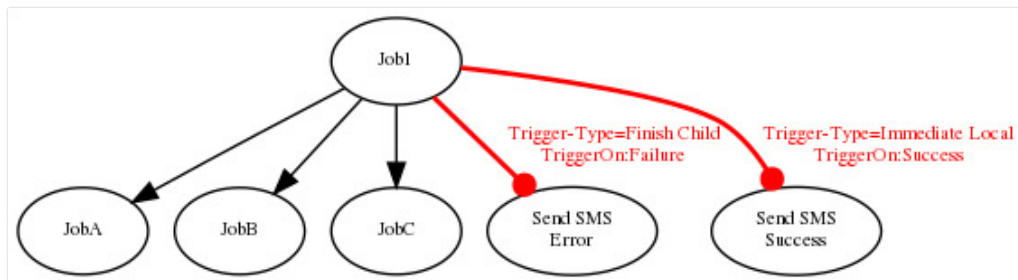 Job1
Trigger-Type=Finish Child
TriggerOn:Failure
Trigger-Type=Immediate Local
TriggerOn:Success
JobA
JobB
JobC
Send SMS
Error
Send SMS
Success